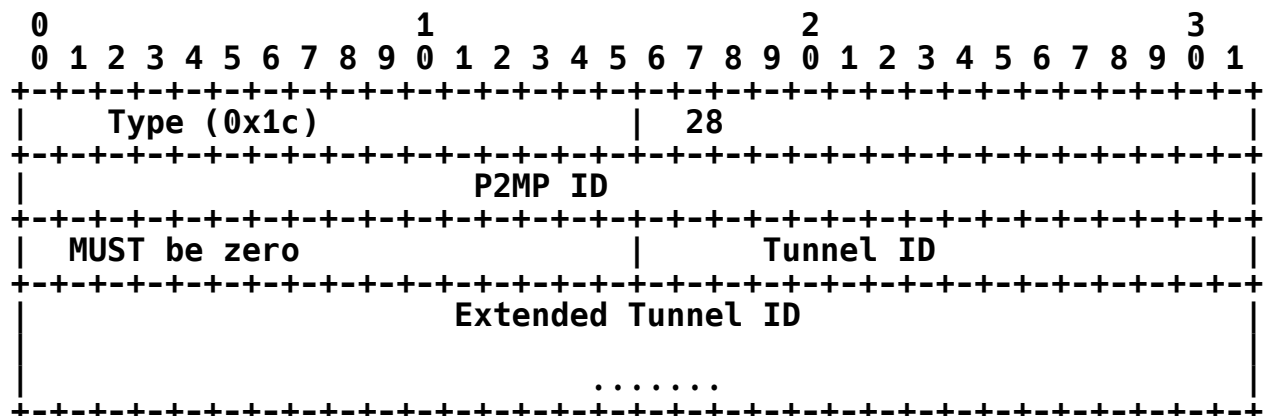 0                   1                   2                   3
 0 1 2 3 4 5 6 7 8 9 0 1 2 3 4 5 6 7 8 9 0 1 2 3 4 5 6 7 8 9 0 1
+-+-+-+-+-+-+-+-+-+-+-+-+-+-+-+-+-+-+-+-+-+-+-+-+-+-+-+-+-+-+-+-+
|    Type (0x1c)                |  28                           |
+-+-+-+-+-+-+-+-+-+-+-+-+-+-+-+-+-+-+-+-+-+-+-+-+-+-+-+-+-+-+-+-+
|                       P2MP ID                                 |
+-+-+-+-+-+-+-+-+-+-+-+-+-+-+-+-+-+-+-+-+-+-+-+-+-+-+-+-+-+-+-+-+
|  MUST be zero                 |      Tunnel ID                |
+-+-+-+-+-+-+-+-+-+-+-+-+-+-+-+-+-+-+-+-+-+-+-+-+-+-+-+-+-+-+-+-+
|                      Extended Tunnel ID                       |
|                                                               |
|                             .......                           |
+-+-+-+-+-+-+-+-+-+-+-+-+-+-+-+-+-+-+-+-+-+-+-+-+-+-+-+-+-+-+-+-+